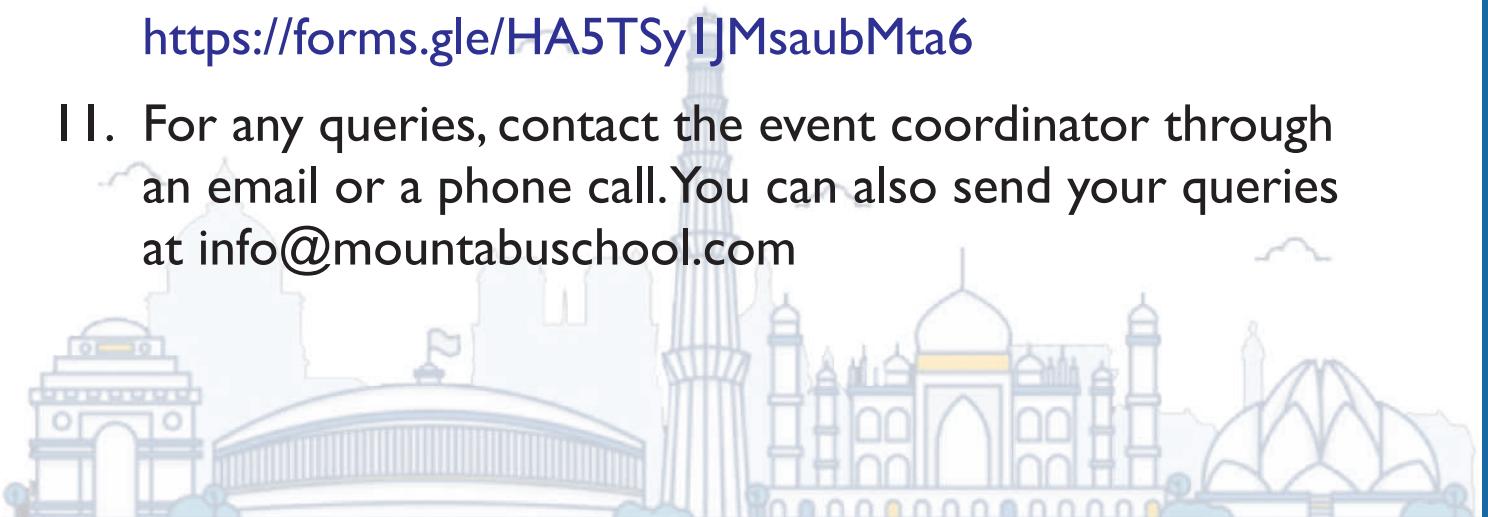 https://forms.gle/HA5TSy1JMsaubMta6
11. For any queries, contact the event coordinator through
an email or a phone call. You can also send your queries
at info@mountabuschool.com